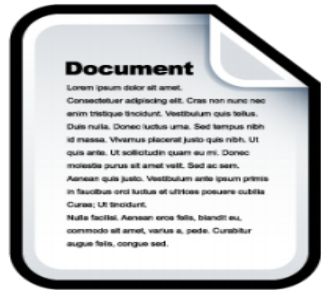 Document
Lorem ipsum dolor sit amet.
Consectetuer adipiscing elit. Cras non nunc nec
enim tristique tincidunt. Vestibulum quis tellus.
Duis nulla. Donec luctus urna. Sed tempus nibh
id massa. Vivamus placerat justo quis nibh. Ut
quis ante. Ut sollicitudin quam eu mi. Donec
molestie purus sit amet velit. Sed ac sem.
Aenean quis justo. Vestibulum ante ipsum primis
in faucibus orci luctus et ultrices posuere cubilia
Curae; Ut tincidunt.
Nulla facilisi. Aenean eros felis, blandit eu,
commodo sit amet, varius a, pede. Curabitur
augue felis, congue sed.